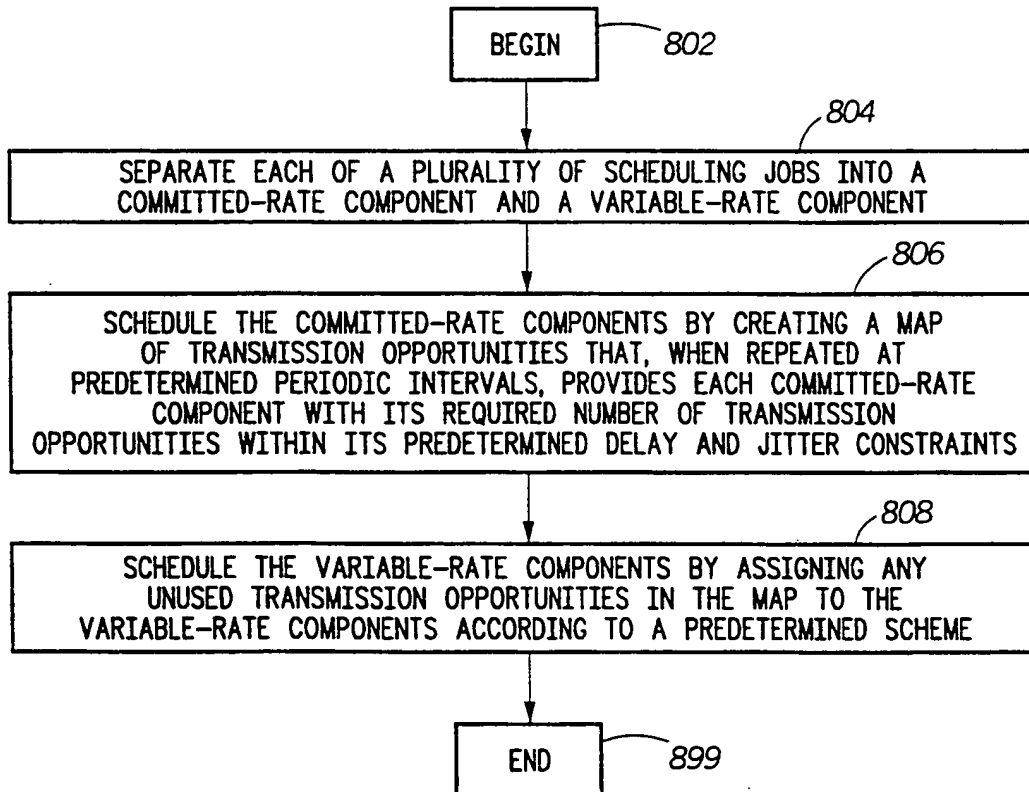 BEGIN
802
804
SEPARATE EACH OF A PLURALITY OF SCHEDULING JOBS INTO A
COMMITTED-RATE COMPONENT AND A VARIABLE-RATE COMPONENT
806
SCHEDULE THE COMMITTED-RATE COMPONENTS BY CREATING A MAP
OF TRANSMISSION OPPORTUNITIES THAT, WHEN REPEATED AT
PREDETERMINED PERIODIC INTERVALS, PROVIDES EACH COMMITTED-RATE
COMPONENT WITH ITS REQUIRED NUMBER OF TRANSMISSION
OPPORTUNITIES WITHIN ITS PREDETERMINED DELAY AND JITTER CONSTRAINTS
808
SCHEDULE THE VARIABLE-RATE COMPONENTS BY ASSIGNING ANY
UNUSED TRANSMISSION OPPORTUNITIES IN THE MAP TO THE
VARIABLE-RATE COMPONENTS ACCORDING TO A PREDETERMINED SCHEME
END
899